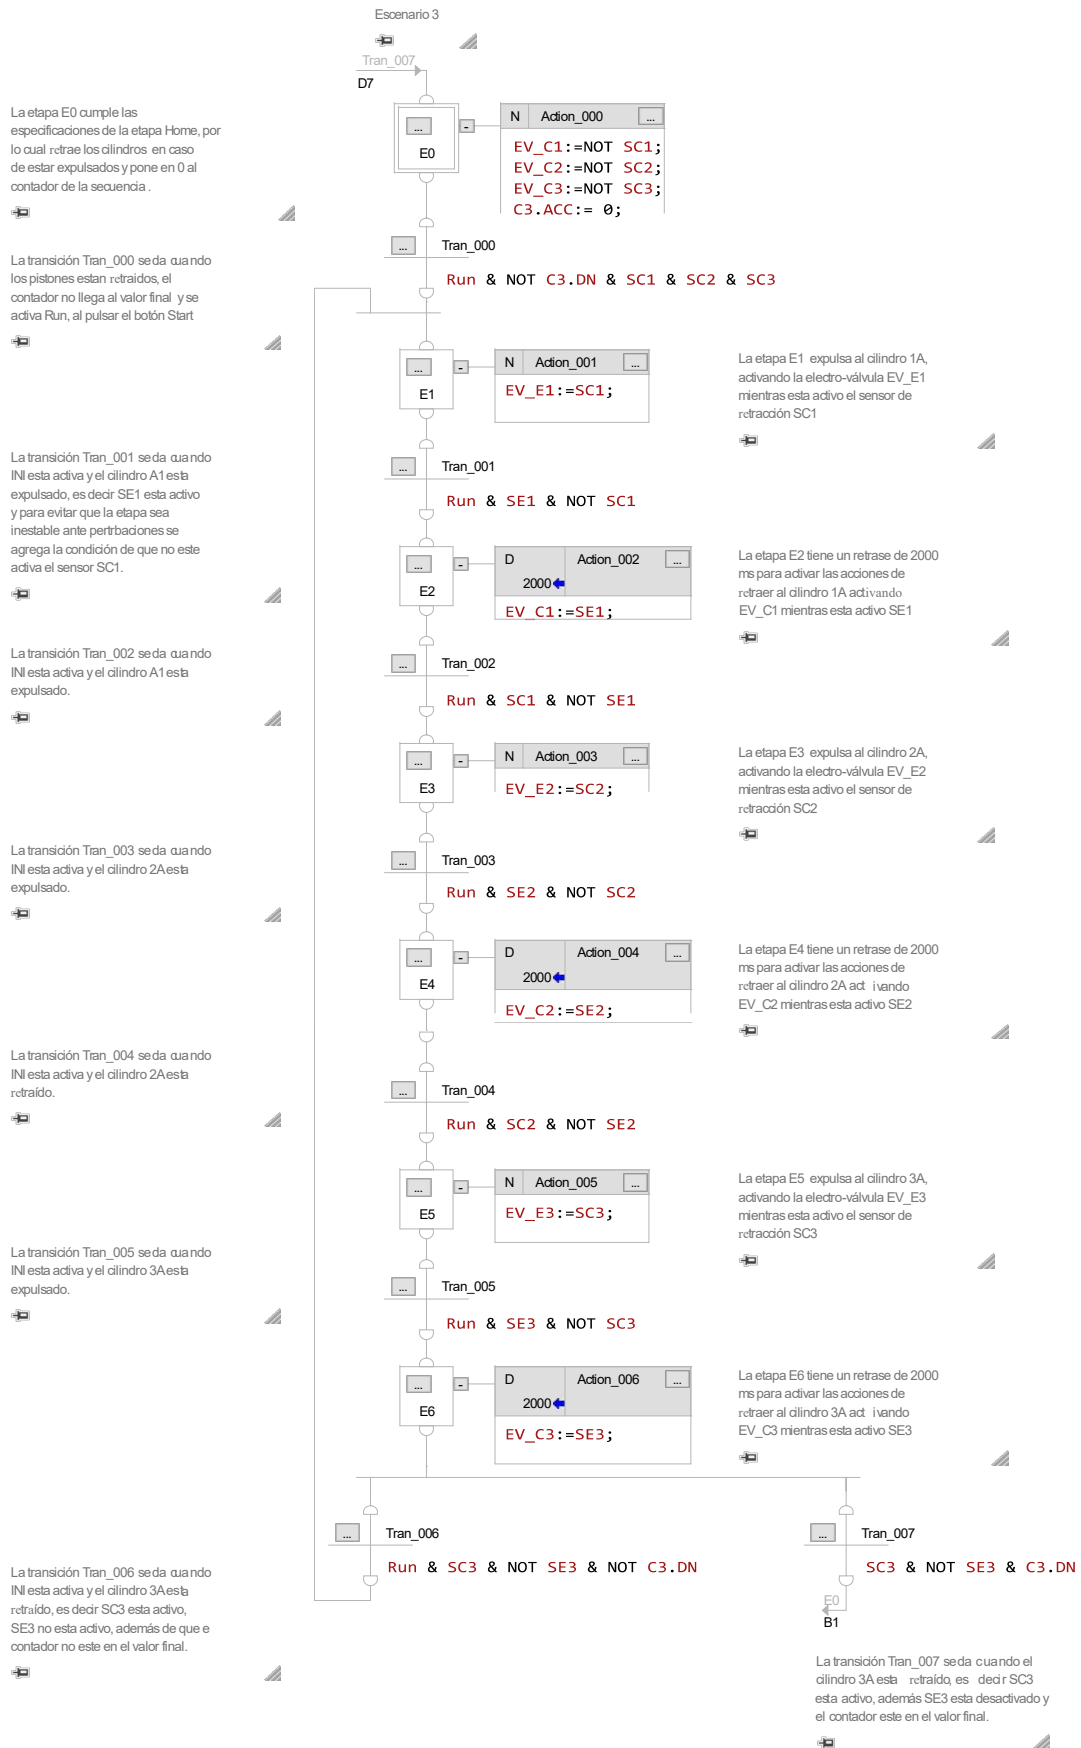 Escenario 3
Tran_007
D7
La etapa E0 cumple las
especificaciones de la etapa Home, por
lo cual retrae los cilindros en caso
de estar expulsados y pone en 0 al
contador de la secuencia .
...
E0
-
N Action_000 ...
EV_C1:=NOT SC1;
EV_C2:=NOT SC2;
EV_C3:=NOT SC3;
C3.ACC:= 0;
La transición Tran_000 se da cuando
los pistones estan retraidos, el
contador no llega al valor final y se
activa Run, al pulsar el botón Start
... Tran_000
Run & NOT C3.DN & SC1 & SC2 & SC3
...
E1
-
N Action_001 ...
EV_E1:=SC1;
La etapa E1 expulsa al cilindro 1A,
activando la electro-válvula EV_E1
mientras esta activo el sensor de
retracción SC1
La transición Tran_001 se da cuando
INI esta activa y el cilindro A1 esta
expulsado, es decir SE1 esta activo
y para evitar que la etapa sea
inestable ante pertrbaciones se
agrega la condición de que no este
activa el sensor SC1.
... Tran_001
Run & SE1 & NOT SC1
...
E2
-
D Action_002 ...
2000
EV_C1:=SE1;
La etapa E2 tiene un retrase de 2000
ms para activar las acciones de
retraer al cilindro 1A activando
EV_C1 mientras esta activo SE1
La transición Tran_002 se da cuando
INI esta activa y el cilindro A1 esta
expulsado.
... Tran_002
Run & SC1 & NOT SE1
...
E3
-
N Action_003 ...
EV_E2:=SC2;
La etapa E3 expulsa al cilindro 2A,
activando la electro-válvula EV_E2
mientras esta activo el sensor de
retracción SC2
La transición Tran_003 se da cuando
INI esta activa y el cilindro 2A esta
expulsado.
... Tran_003
Run & SE2 & NOT SC2
...
E4
-
D Action_004 ...
2000
EV_C2:=SE2;
La etapa E4 tiene un retrase de 2000
ms para activar las acciones de
retraer al cilindro 2A act ivando
EV_C2 mientras esta activo SE2
La transición Tran_004 se da cuando
INI esta activa y el cilindro 2A esta
retraído.
... Tran_004
Run & SC2 & NOT SE2
...
E5
-
N Action_005 ...
EV_E3:=SC3;
La etapa E5 expulsa al cilindro 3A,
activando la electro-válvula EV_E3
mientras esta activo el sensor de
retracción SC3
La transición Tran_005 se da cuando
INI esta activa y el cilindro 3A esta
expulsado.
... Tran_005
Run & SE3 & NOT SC3
...
E6
-
D Action_006 ...
2000
EV_C3:=SE3;
La etapa E6 tiene un retrase de 2000
ms para activar las acciones de
retraer al cilindro 3A act ivando
EV_C3 mientras esta activo SE3
... Tran_006
Run & SC3 & NOT SE3 & NOT C3.DN
... Tran_007
SC3 & NOT SE3 & C3.DN
E0
B1
La transición Tran_006 se da cuando
INI esta activa y el cilindro 3A esta
retraído, es decir SC3 esta activo,
SE3 no esta activo, además de que e
contador no este en el valor final.
La transición Tran_007 se da cuando el
cilindro 3A esta retraído, es decir SC3
esta activo, además SE3 esta desactivado y
el contador este en el valor final.